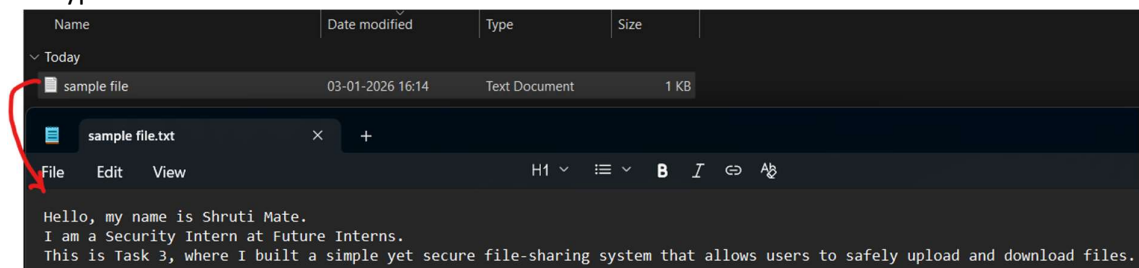 Name Date modified Type Size
Today
sample file 03-01-2026 16:14 Text Document 1 KB
sample file.txt
File Edit View H1 B I
Hello, my name is Shruti Mate.
I am a Security Intern at Future Interns.
This is Task 3, where I built a simple yet secure file-sharing system that allows users to safely upload and download files.